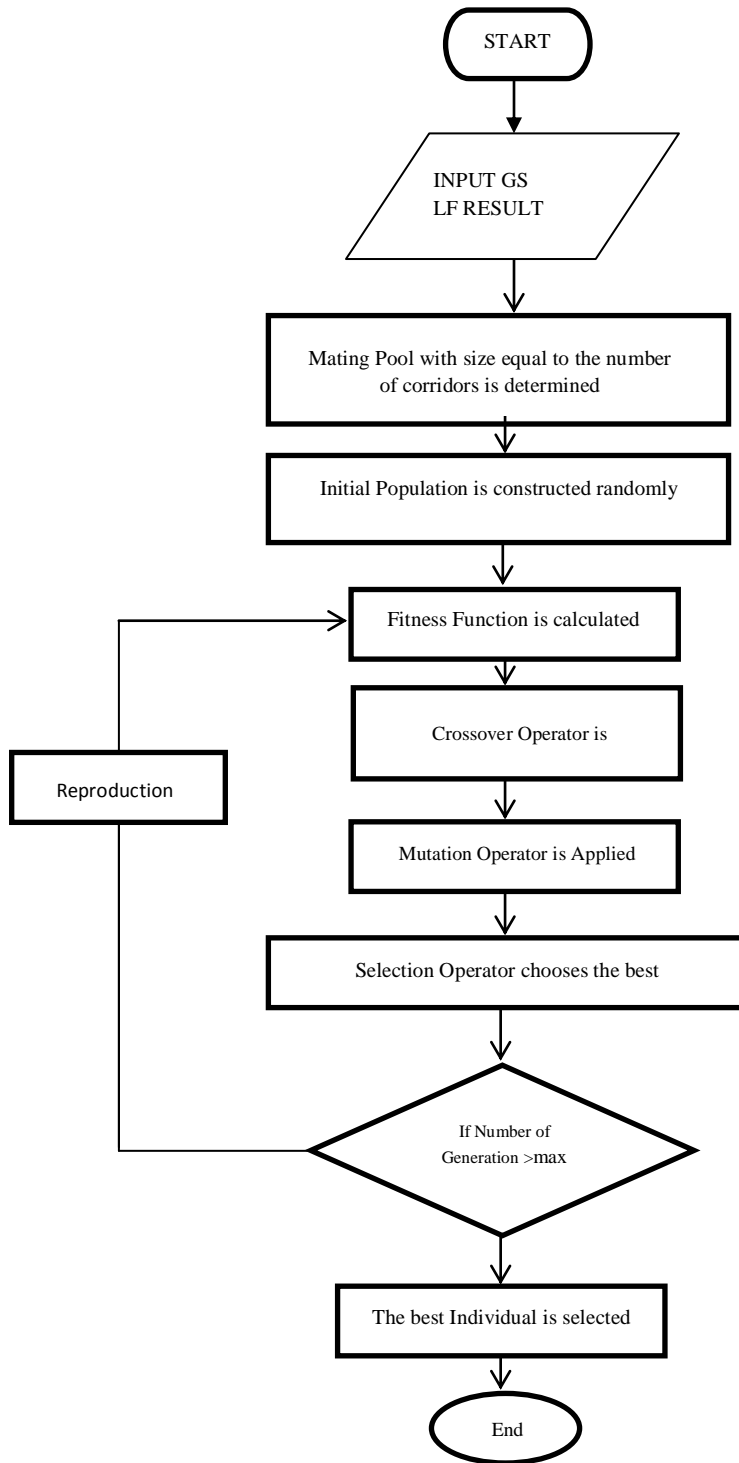 START
INPUT GS
LF RESULT
Mating Pool with size equal to the number
of corridors is determined
Initial Population is constructed randomly
Fitness Function is calculated
Crossover Operator is
Reproduction
Mutation Operator is Applied
Selection Operator chooses the best
If Number of
Generation >max
The best Individual is selected
End